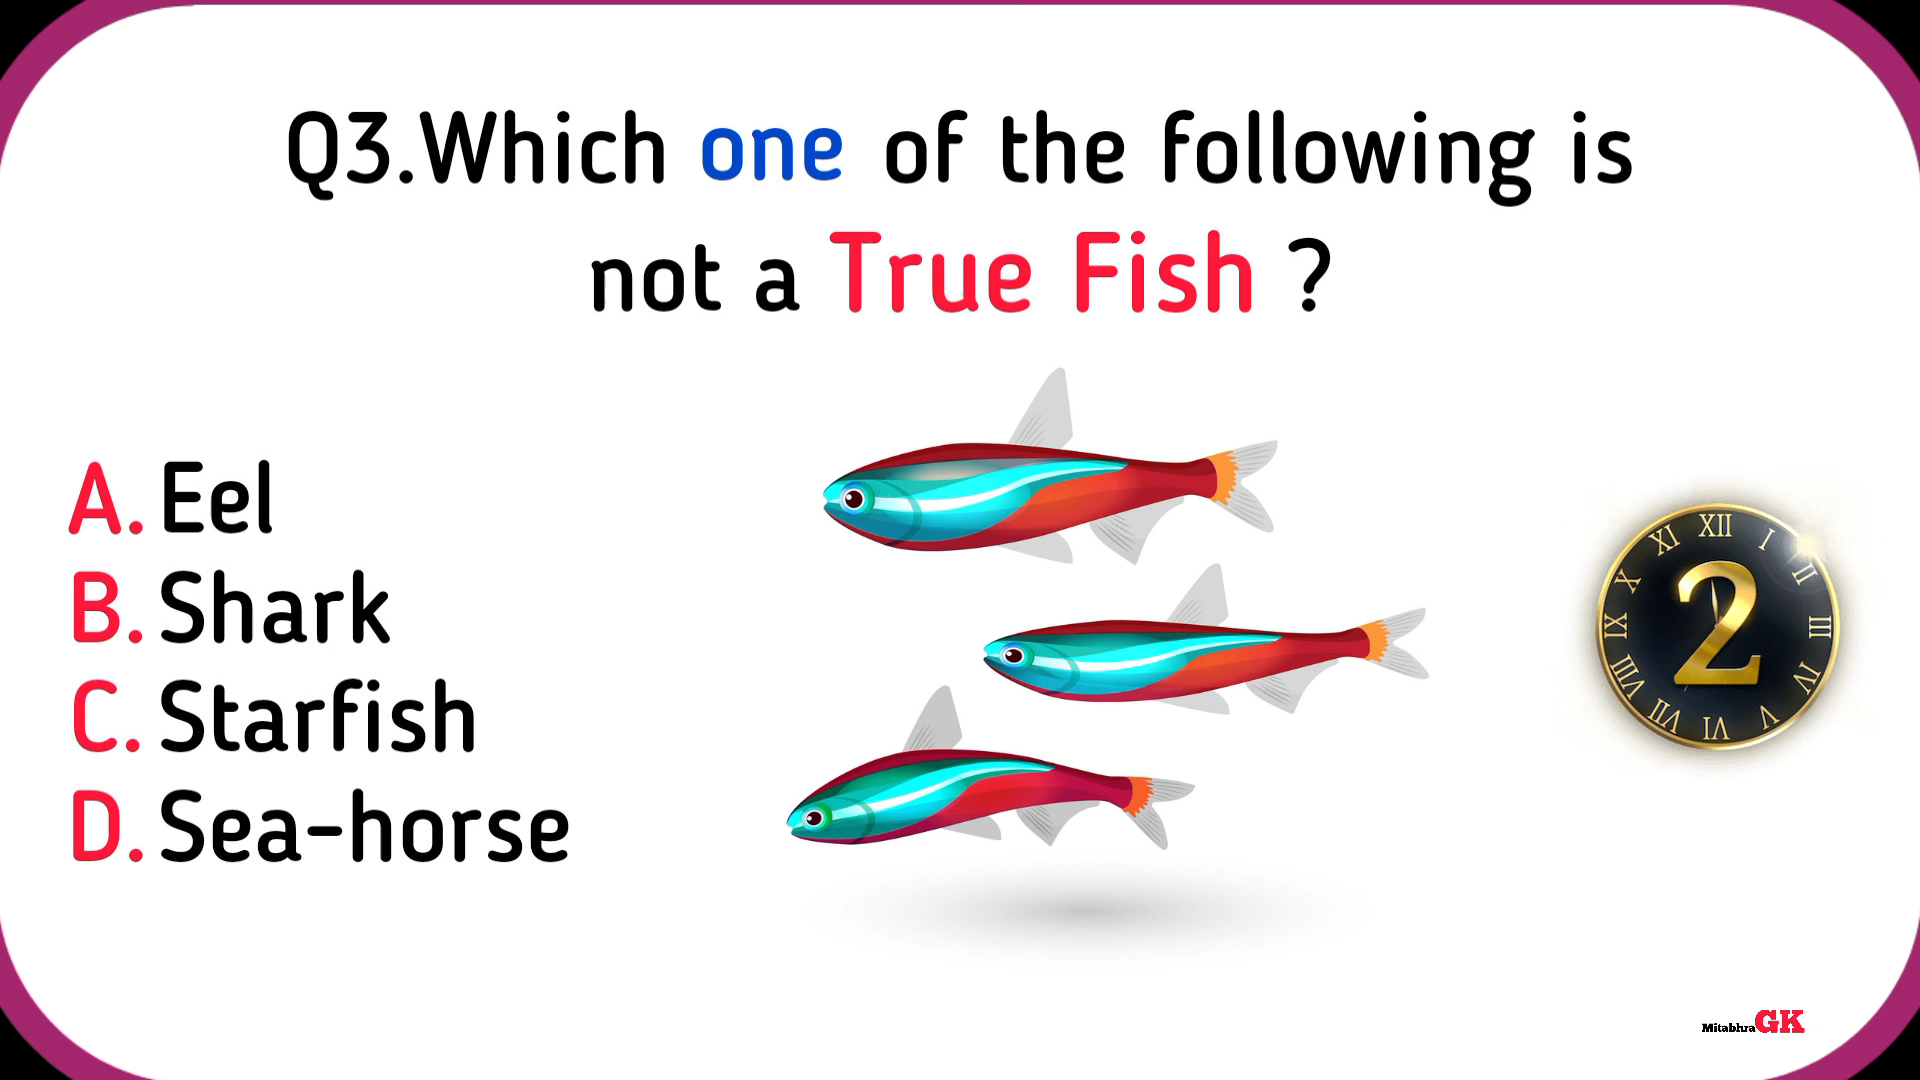 Q3.Which one of the following is
not a True Fish ?
A. Eel
B. Shark
C. Starfish
D. Sea-horse
XII
I
II
III
IV
V
VI
VII
VIII
IX
X
XI
2
MitabhraGK